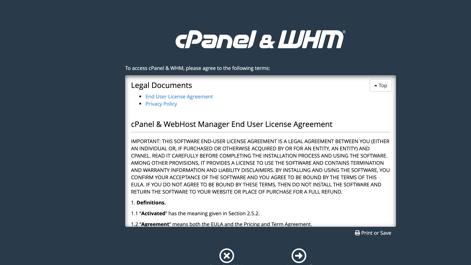 cPanel & WHM®
To access cPanel & WHM, please agree to the following terms:
Legal Documents
Top
End User License Agreement
Privacy Policy
cPanel & WebHost Manager End User License Agreement
IMPORTANT: THIS SOFTWARE END-USER LICENSE AGREEMENT IS A LEGAL AGREEMENT BETWEEN YOU (EITHER
AN INDIVIDUAL OR, IF PURCHASED OR OTHERWISE ACQUIRED BY OR FOR AN ENTITY, AN ENTITY) AND
CPANEL. READ IT CAREFULLY BEFORE COMPLETING THE INSTALLATION PROCESS AND USING THE SOFTWARE.
AMONG OTHER PROVISIONS, IT PROVIDES A LICENSE TO USE THE SOFTWARE AND CONTAINS TERMINATION
AND WARRANTY INFORMATION AND LIABILITY DISCLAIMERS. BY INSTALLING AND USING THE SOFTWARE, YOU
CONFIRM YOUR ACCEPTANCE OF THE SOFTWARE AND YOU AGREE TO BE BOUND BY THE TERMS OF THIS
EULA. IF YOU DO NOT AGREE TO BE BOUND BY THESE TERMS, THEN DO NOT INSTALL THE SOFTWARE AND
RETURN THE SOFTWARE TO YOUR WEBSITE OR PLACE OF PURCHASE FOR A FULL REFUND.
1. Definitions.
1.1 "Activated" has the meaning given in Section 2.5.2.
1.2 "Agreement" means both the EULA and the Pricing and Term Agreement.
Print or Save